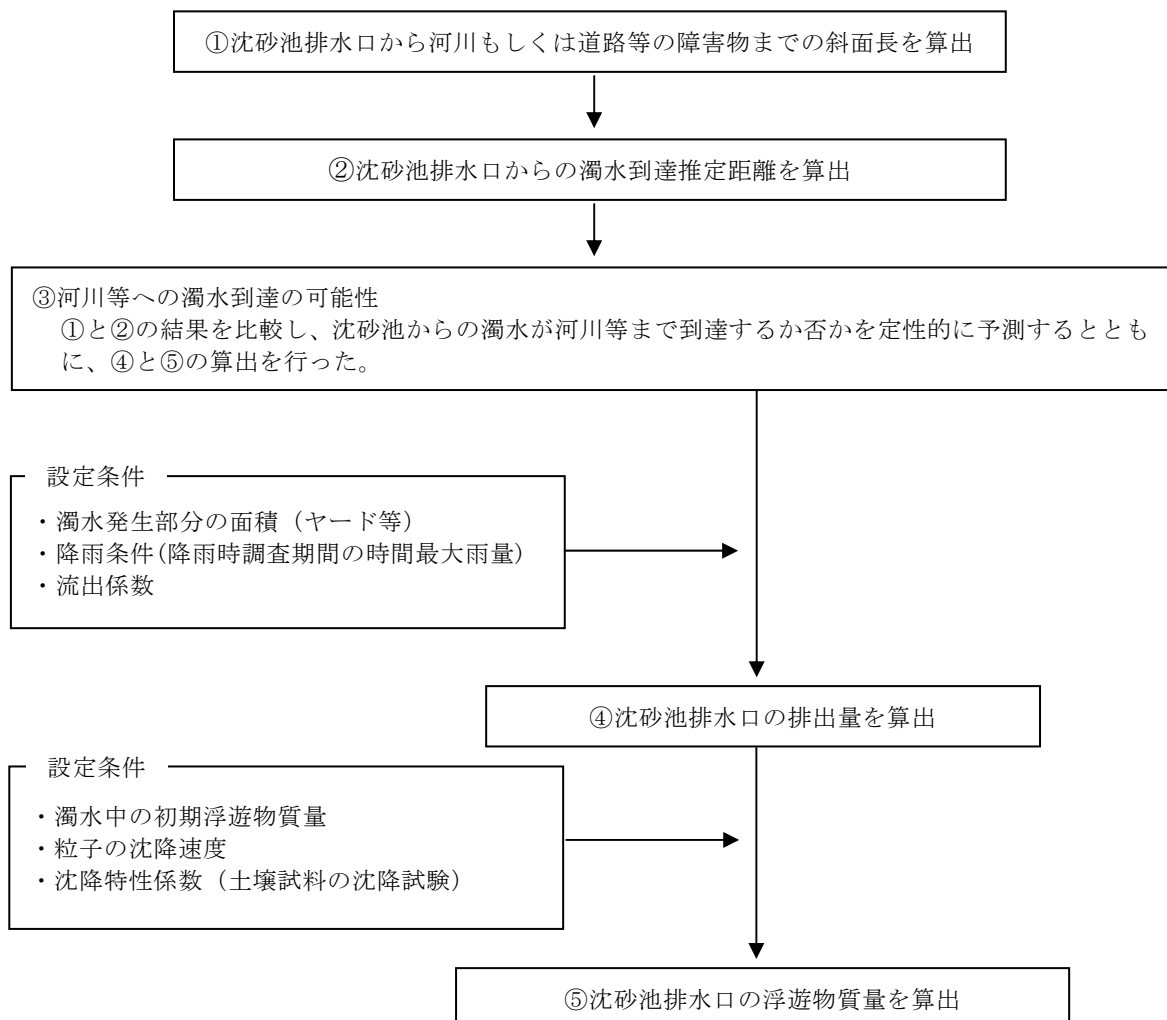 ①沈砂池排水口から河川もしくは道路等の障害物までの斜面長を算出
②沈砂池排水口からの濁水到達推定距離を算出
③河川等への濁水到達の可能性
①と②の結果を比較し、沈砂池からの濁水が河川等まで到達するか否かを定性的に予測するととも
に、④と⑤の算出を行った。
設定条件
・濁水発生部分の面積（ヤード等）
・降雨条件(降雨時調査期間の時間最大雨量)
・流出係数
④沈砂池排水口の排出量を算出
設定条件
・濁水中の初期浮遊物質量
・粒子の沈降速度
・沈降特性係数（土壌試料の沈降試験）
⑤沈砂池排水口の浮遊物質量を算出